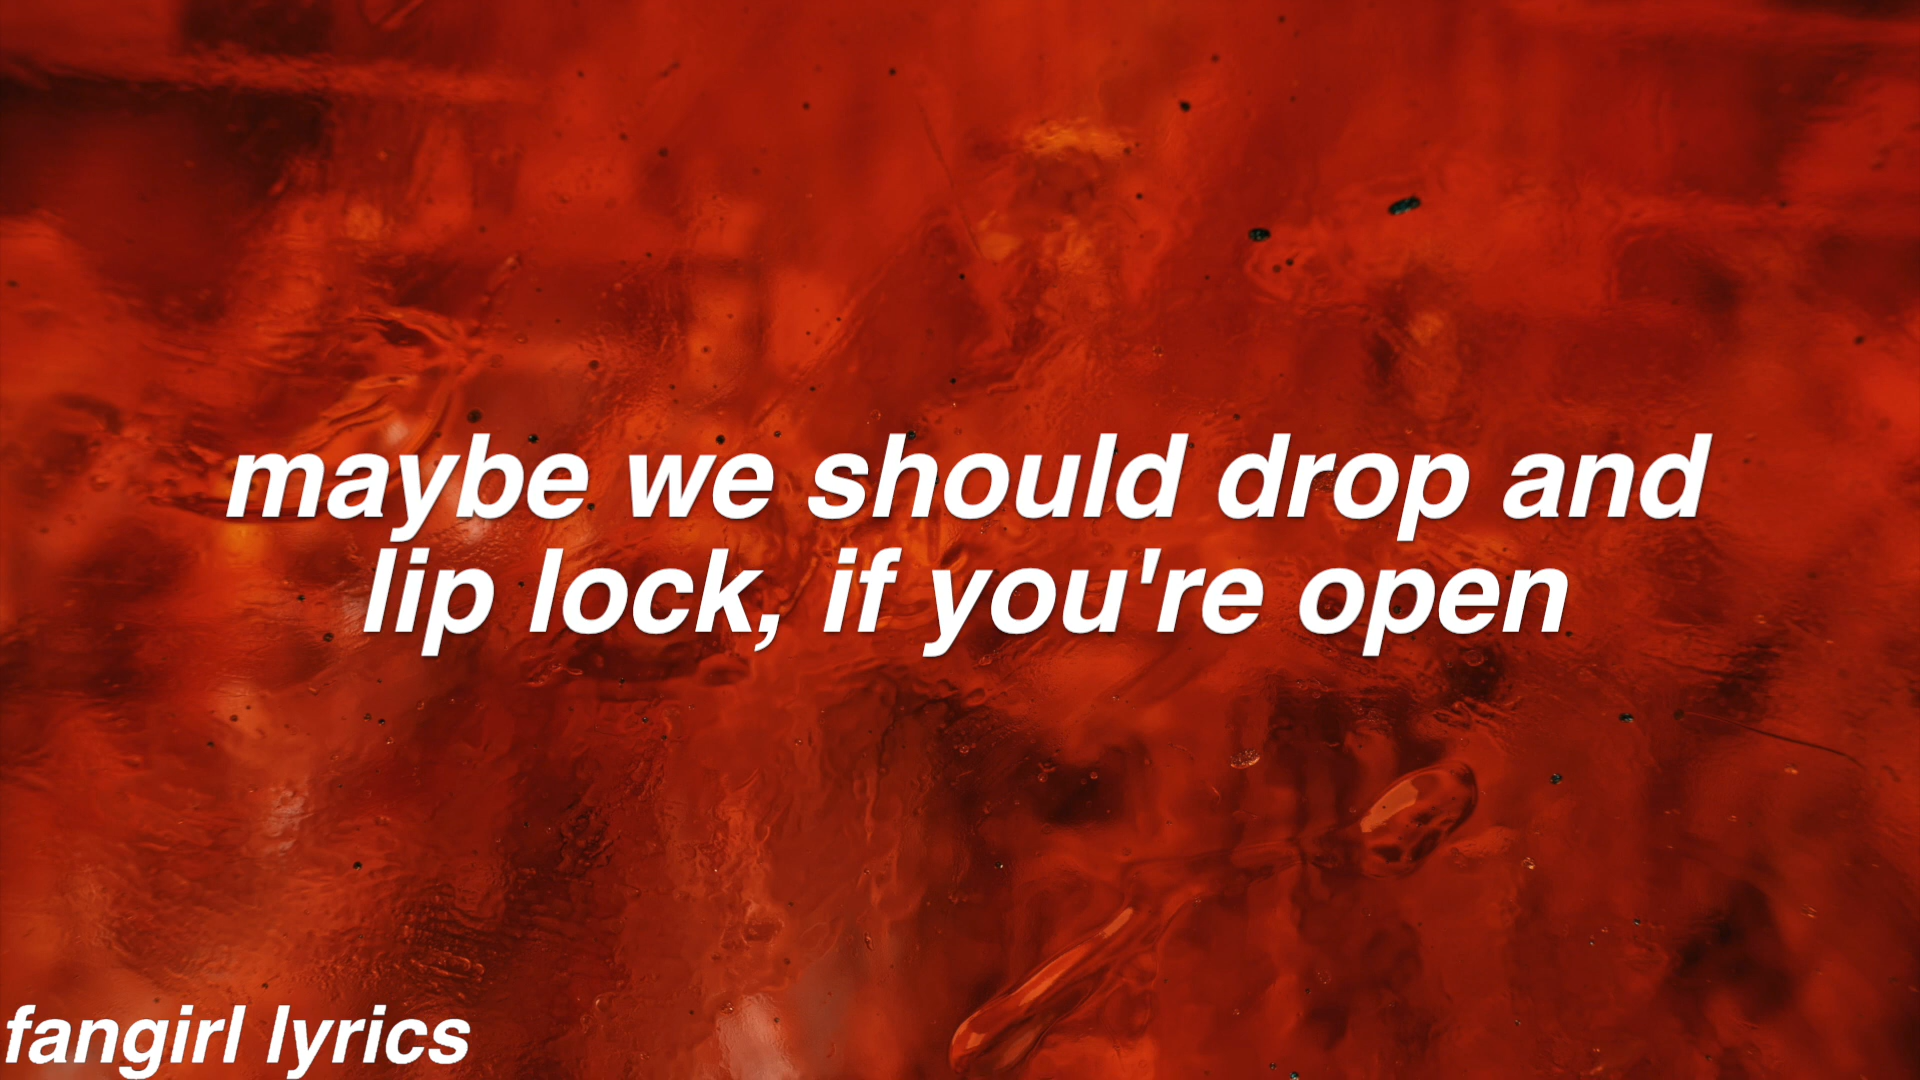 maybe we should drop and
lip lock, if you're open
fangirl lyrics